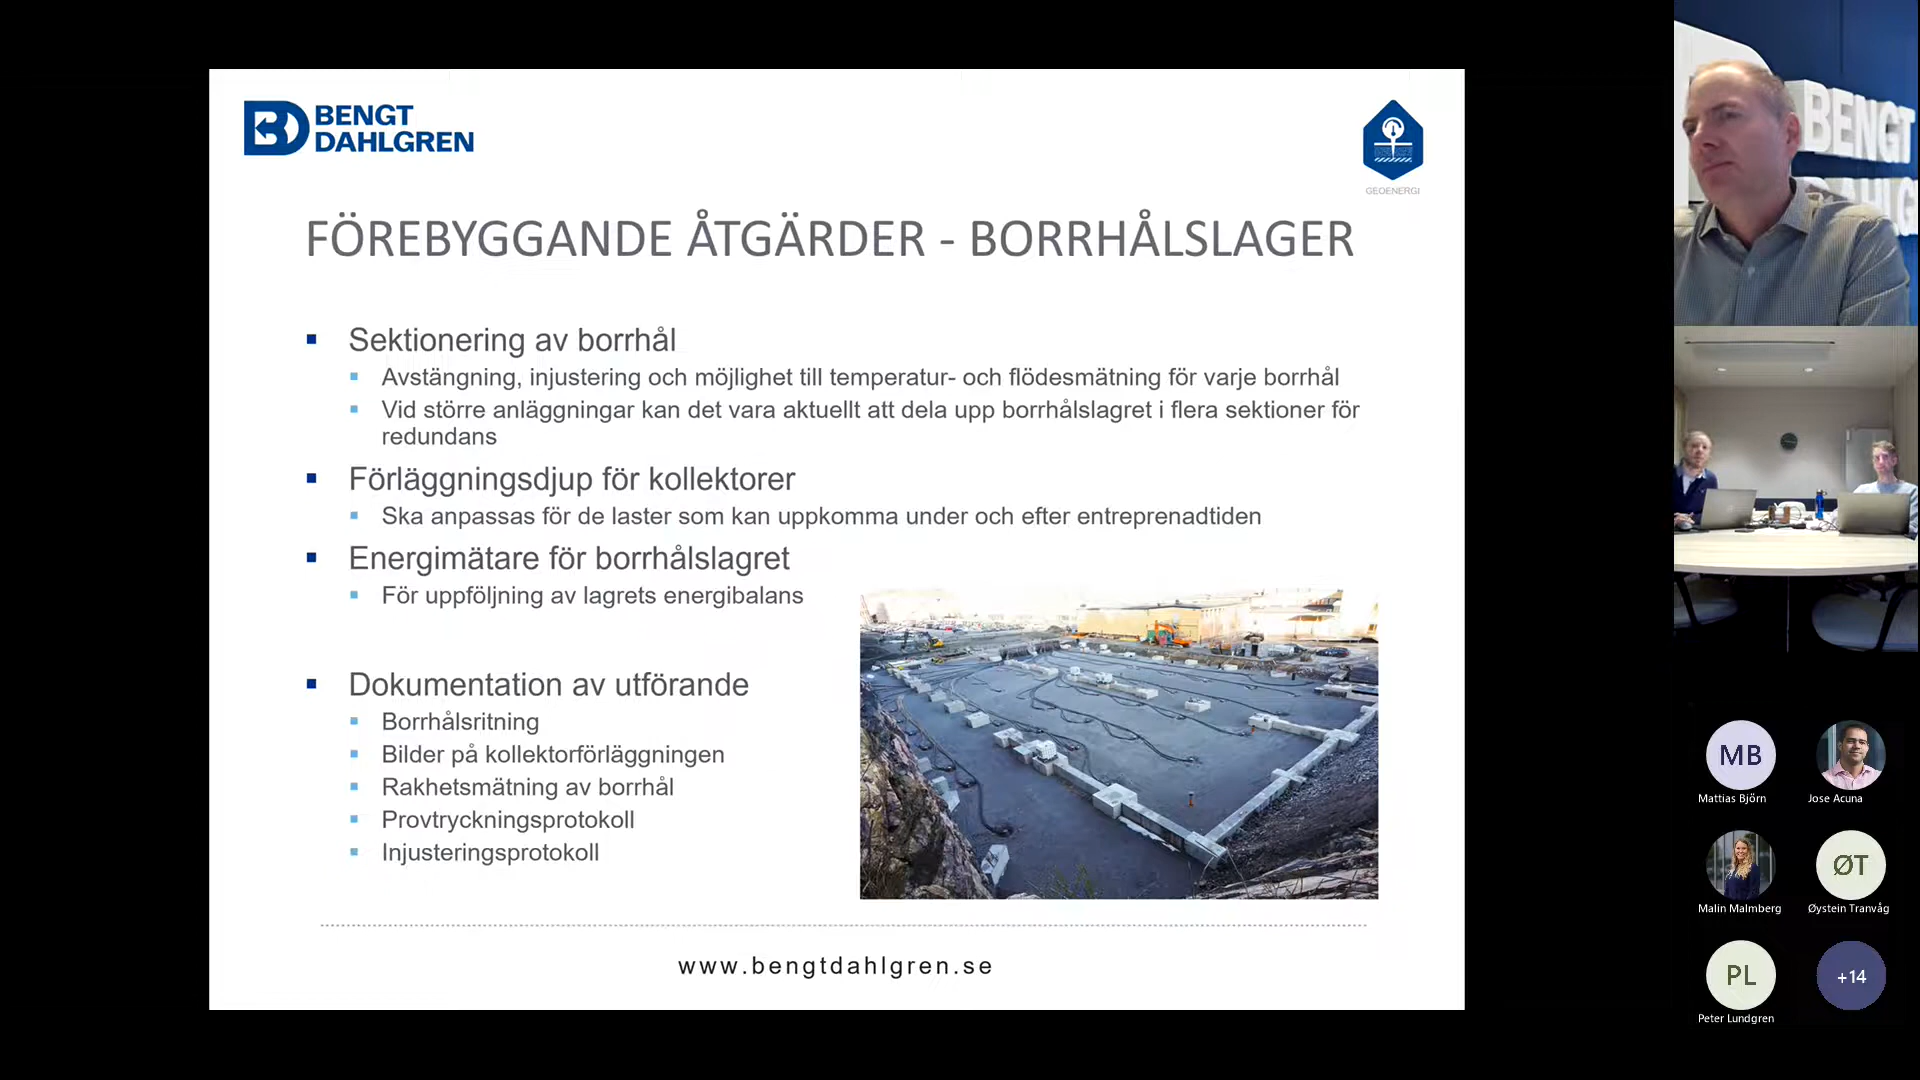 BENGT
DAHLGREN
GEOENERGI
FÖREBYGGANDE ÅTGÄRDER - BORRHÅLSLAGER
Sektionering av borrhål
Avstängning, injustering och möjlighet till temperatur- och flödesmätning för varje borrhål
Vid större anläggningar kan det vara aktuellt att dela upp borrhålslagret i flera sektioner för
redundans
Förläggningsdjup för kollektorer
Ska anpassas för de laster som kan uppkomma under och efter entreprenadtiden
Energimätare för borrhålslagret
För uppföljning av lagrets energibalans
Dokumentation av utförande
Borrhålsritning
Bilder på kollektorförläggningen
Rakhetsmätning av borrhål
Provtryckningsprotokoll
Injusteringsprotokoll
www.bengtdahlgren.se
BENGT
MB
Mattias Björn
Jose Acuna
Malin Malmberg
ØT
Øystein Tranvåg
PL
Peter Lundgren
+14